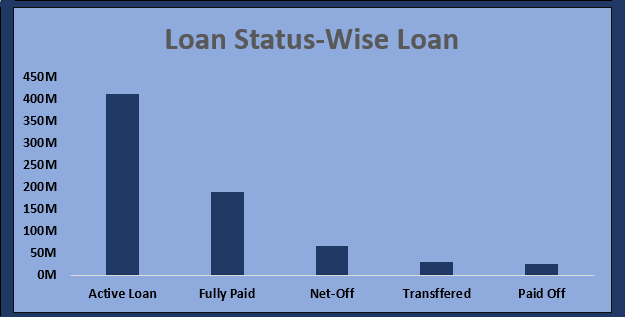 Loan Status-Wise Loan
450M
400M
350M
300M
250M
200M
150M
100M
50M
0M
Active Loan Fully Paid Net-Off Transffered Paid Off